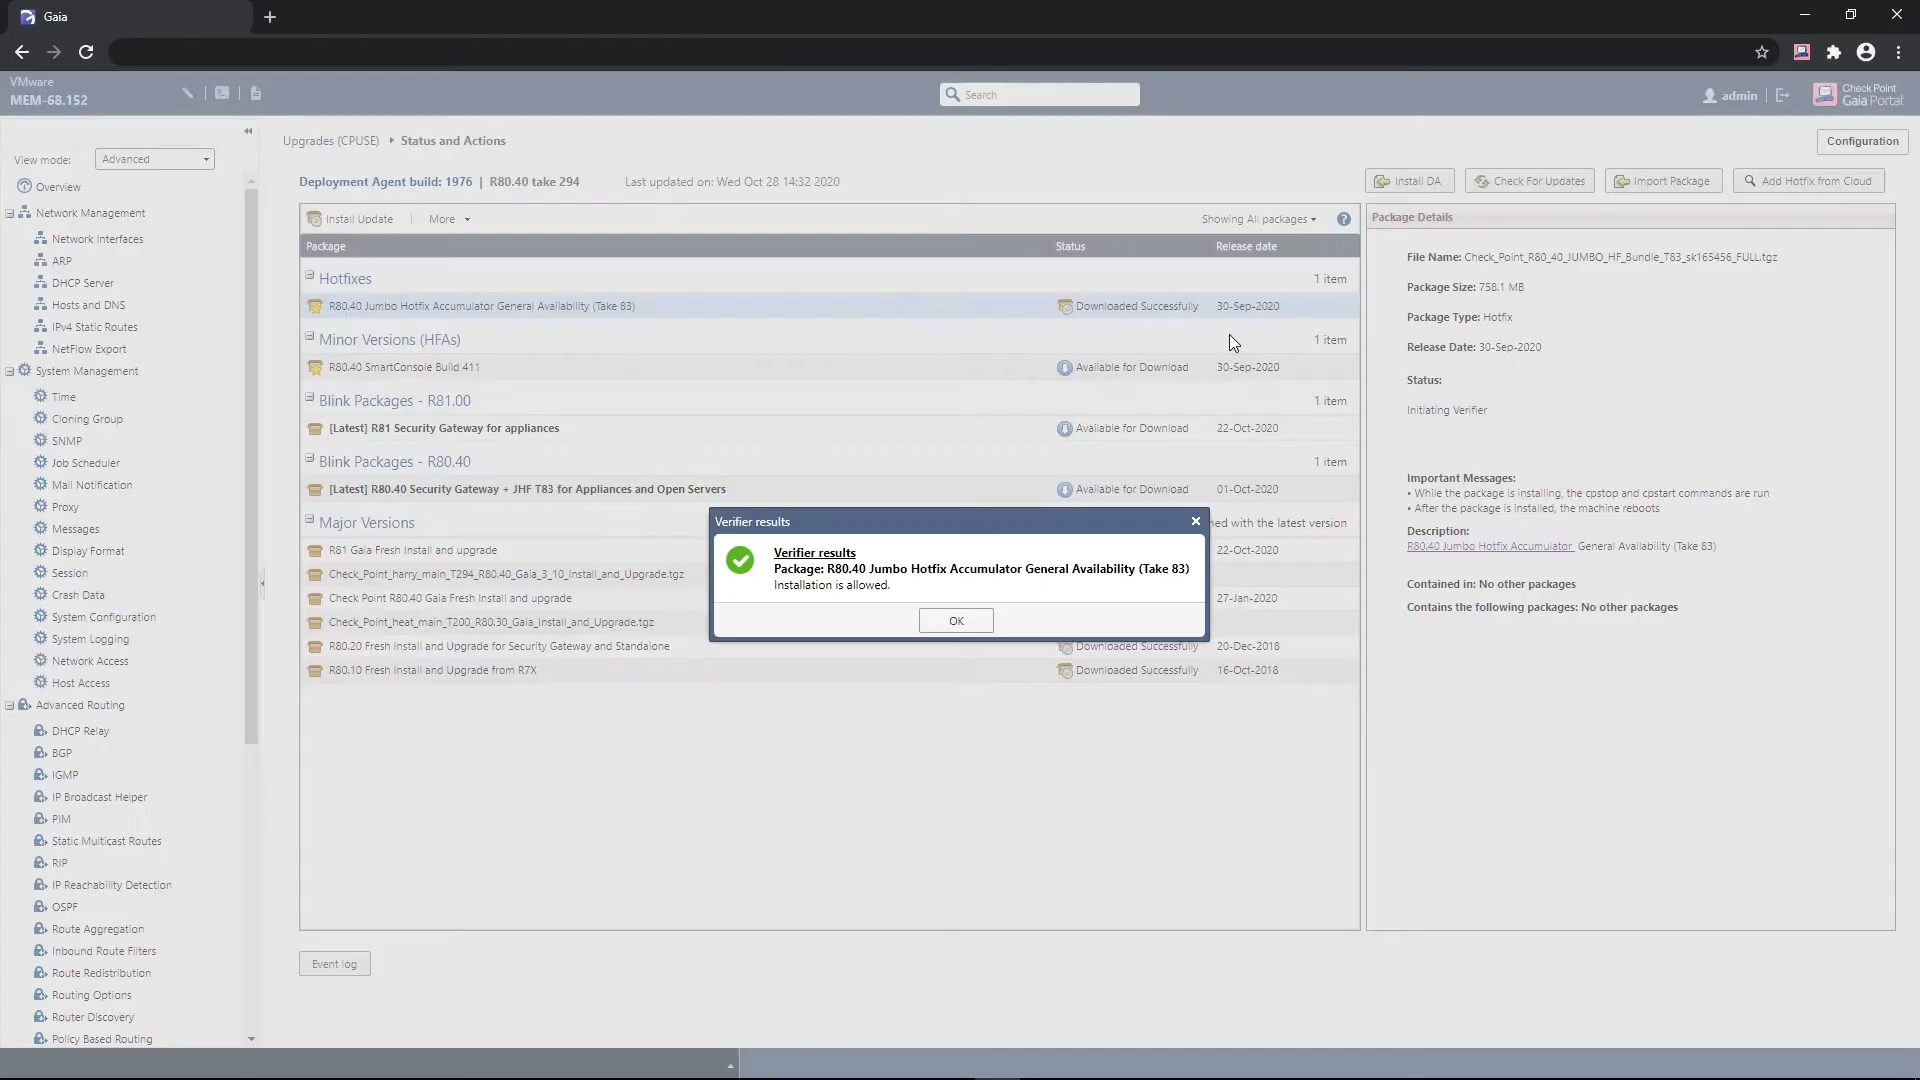 Gaia
VMware
MEM-68.152
Search
admin
Check Point
Gaia Portal
View mode:
Advanced
Overview
Network Management
Network Interfaces
ARP
DHCP Server
Hosts and DNS
IPv4 Static Routes
NetFlow Export
System Management
Time
Cloning Group
SNMP
Job Scheduler
Mail Notification
Proxy
Messages
Display Format
Session
Crash Data
System Configuration
System Logging
Network Access
Host Access
Advanced Routing
DHCP Relay
BGP
IGMP
IP Broadcast Helper
PIM
Static Multicast Routes
RIP
IP Reachability Detection
OSPF
Route Aggregation
Inbound Route Filters
Route Redistribution
Routing Options
Router Discovery
Policy Based Routing
Upgrades (CPUSE) Status and Actions
Configuration
Deployment Agent build: 1976 | R80.40 take 294 Last updated on: Wed Oct 28 14:32 2020
Install DA Check For Updates Import Package Add Hotfix from Cloud
Install Update More Showing All packages
Package Status Release date
Hotfixes 1 item
R80.40 Jumbo Hotfix Accumulator General Availability (Take 83) Downloaded Successfully 30-Sep-2020
Minor Versions (HFAs) 1 item
R80.40 SmartConsole Build 411 Available for Download 30-Sep-2020
Blink Packages - R81.00 1 item
[Latest] R81 Security Gateway for appliances Available for Download 22-Oct-2020
Blink Packages - R80.40 1 item
[Latest] R80.40 Security Gateway + JHF T83 for Appliances and Open Servers Available for Download 01-Oct-2020
Major Versions ned with the latest version
R81 Gaia Fresh Install and upgrade 22-Oct-2020
Check_Point_harry_main_T294_R80.40_Gaia_3_10_Install_and_Upgrade.tgz
Check Point R80.40 Gaia Fresh Install and upgrade 27-Jan-2020
Check_Point_heat_main_T200_R80.30_Gaia_Install_and_Upgrade.tgz
R80.20 Fresh Install and Upgrade for Security Gateway and Standalone Downloaded Successfully 20-Dec-2018
R80.10 Fresh Install and Upgrade from R7X Downloaded Successfully 16-Oct-2018
Verifier results
Verifier results
Package: R80.40 Jumbo Hotfix Accumulator General Availability (Take 83)
Installation is allowed.
OK
Event log
Package Details
File Name: Check_Point_R80_40_JUMBO_HF_Bundle_T83_sk165456_FULL.tgz
Package Size: 758.1 MB
Package Type: Hotfix
Release Date: 30-Sep-2020
Status:
Initiating Verifier
Important Messages:
• While the package is installing, the cpstop and cpstart commands are run
• After the package is installed, the machine reboots
Description:
R80.40 Jumbo Hotfix Accumulator General Availability (Take 83)
Contained in: No other packages
Contains the following packages: No other packages